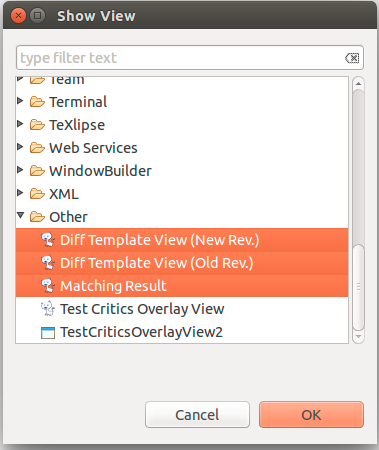 Show View
type filter text
Team
Terminal
TeXlipse
Web Services
WindowBuilder
XML
Other
Diff Template View (New Rev.)
Diff Template View (Old Rev.)
Matching Result
Test Critics Overlay View
TestCriticsOverlayView2
Cancel OK